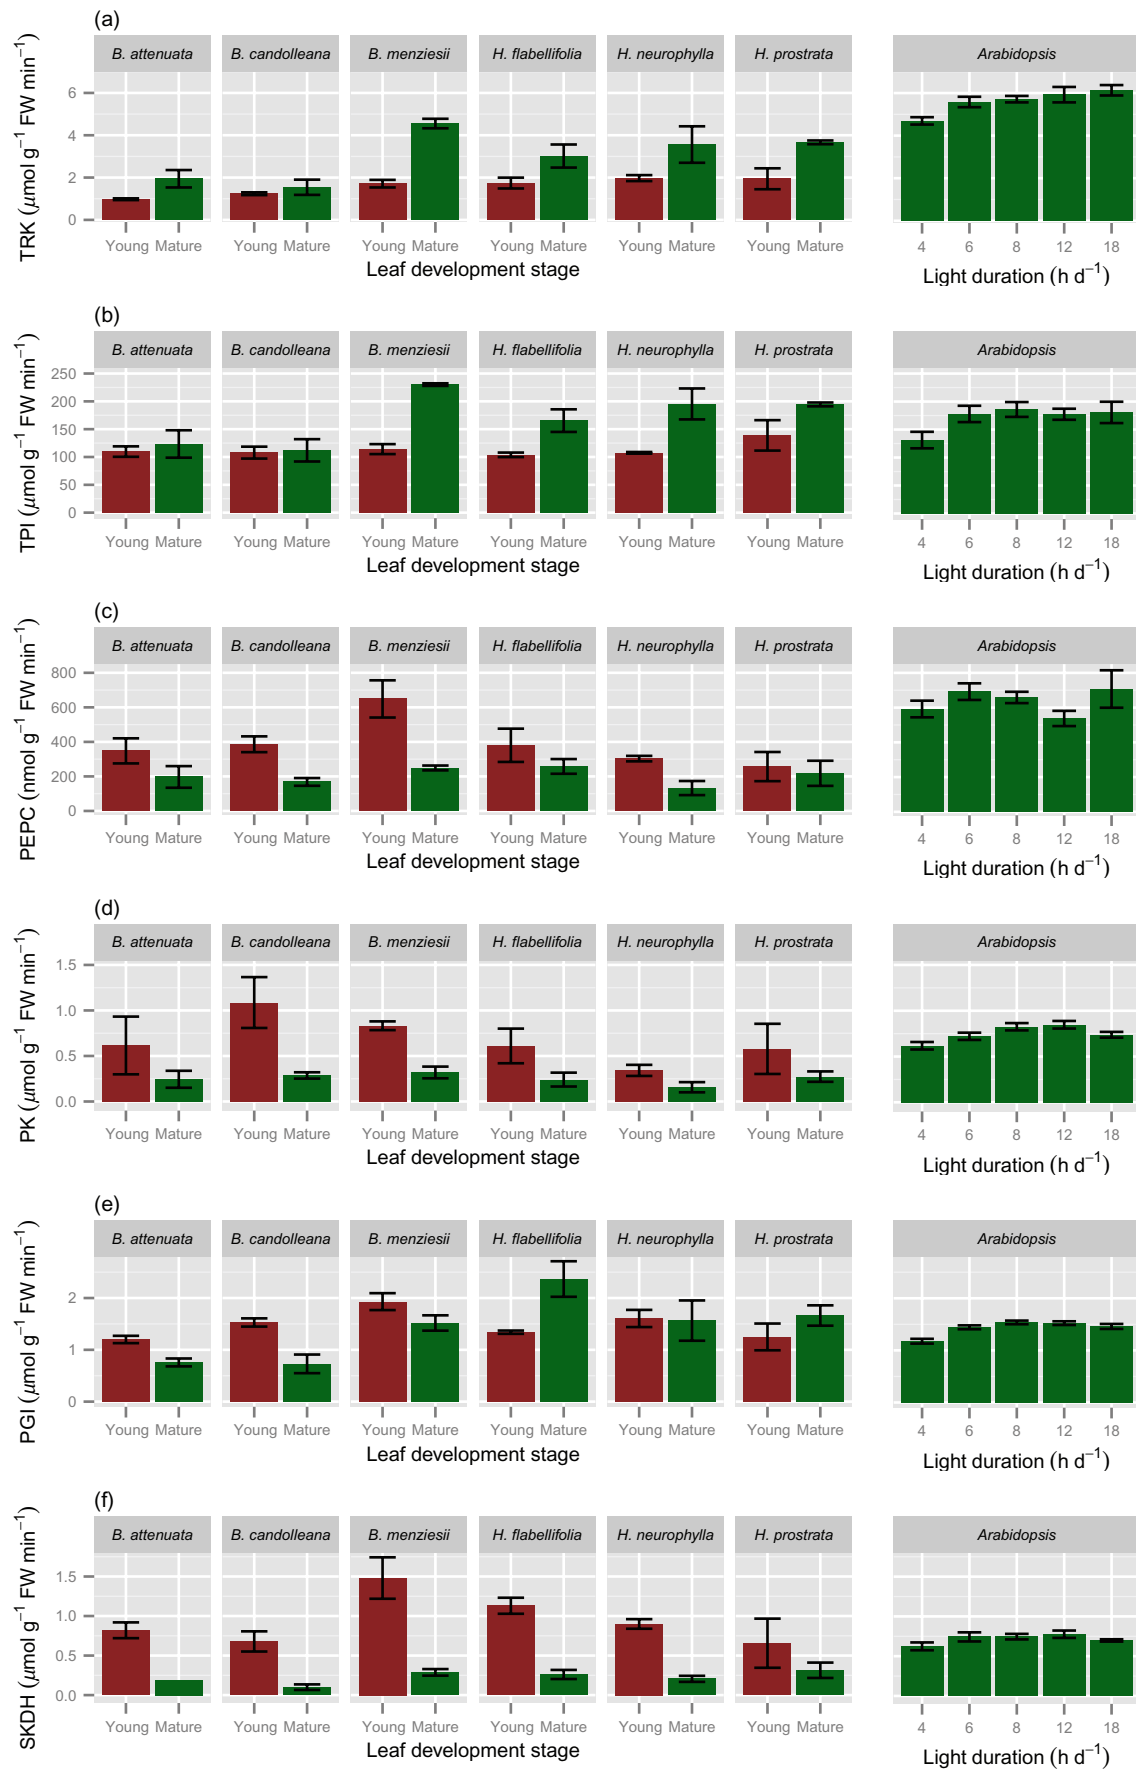 (a)
B. attenuata B. candolleana B. menziesii H. flabellifolia H. neurophylla H. prostrata Arabidopsis
TRK (μmol g⁻¹ FW min⁻¹)
6
4
2
0
Young Mature Young Mature Young Mature Young Mature Young Mature Young Mature 4 6 8 12 18
Leaf development stage Light duration (h d⁻¹)
(b)
B. attenuata B. candolleana B. menziesii H. flabellifolia H. neurophylla H. prostrata Arabidopsis
TPI (μmol g⁻¹ FW min⁻¹)
250
200
150
100
50
0
Young Mature Young Mature Young Mature Young Mature Young Mature Young Mature 4 6 8 12 18
Leaf development stage Light duration (h d⁻¹)
(c)
B. attenuata B. candolleana B. menziesii H. flabellifolia H. neurophylla H. prostrata Arabidopsis
PEPC (nmol g⁻¹ FW min⁻¹)
800
600
400
200
0
Young Mature Young Mature Young Mature Young Mature Young Mature Young Mature 4 6 8 12 18
Leaf development stage Light duration (h d⁻¹)
(d)
B. attenuata B. candolleana B. menziesii H. flabellifolia H. neurophylla H. prostrata Arabidopsis
PK (μmol g⁻¹ FW min⁻¹)
1.5
1.0
0.5
0.0
Young Mature Young Mature Young Mature Young Mature Young Mature Young Mature 4 6 8 12 18
Leaf development stage Light duration (h d⁻¹)
(e)
B. attenuata B. candolleana B. menziesii H. flabellifolia H. neurophylla H. prostrata Arabidopsis
PGI (μmol g⁻¹ FW min⁻¹)
2
1
0
Young Mature Young Mature Young Mature Young Mature Young Mature Young Mature 4 6 8 12 18
Leaf development stage Light duration (h d⁻¹)
(f)
B. attenuata B. candolleana B. menziesii H. flabellifolia H. neurophylla H. prostrata Arabidopsis
SKDH (μmol g⁻¹ FW min⁻¹)
1.5
1.0
0.5
0.0
Young Mature Young Mature Young Mature Young Mature Young Mature Young Mature 4 6 8 12 18
Leaf development stage Light duration (h d⁻¹)